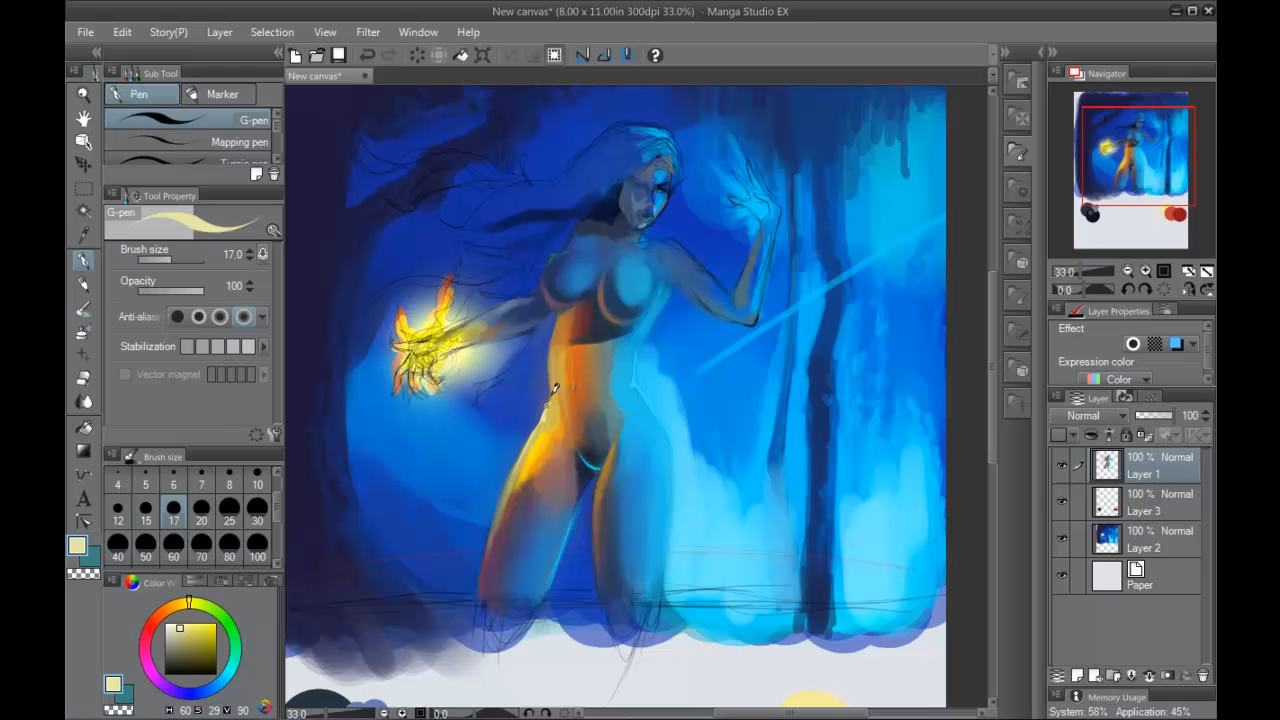 New canvas* (8.00 x 11.00in 300dpi 33.0%) - Manga Studio EX
File Edit Story(P) Layer Selection View Filter Window Help
Sub Tool
New canvas*
Navigator
Pen Marker
G-pen
Mapping pen
Tool Property
G-pen
Brush size 17.0
Opacity 100
Anti-alias
Stabilization
Vector magnet
Brush size
4 5 6 7 8 10
12 15 17 20 25 30
40 50 60 70 80 100
Color W
H 60 S 29 V 90
33.0 0.0
33.0
0.0
Layer Properties
Effect
Expression color
Color
Layer
Normal 100
100 % Normal
Layer 1
100 % Normal
Layer 3
100 % Normal
Layer 2
Paper
Memory Usage
System: 58% Application: 45%